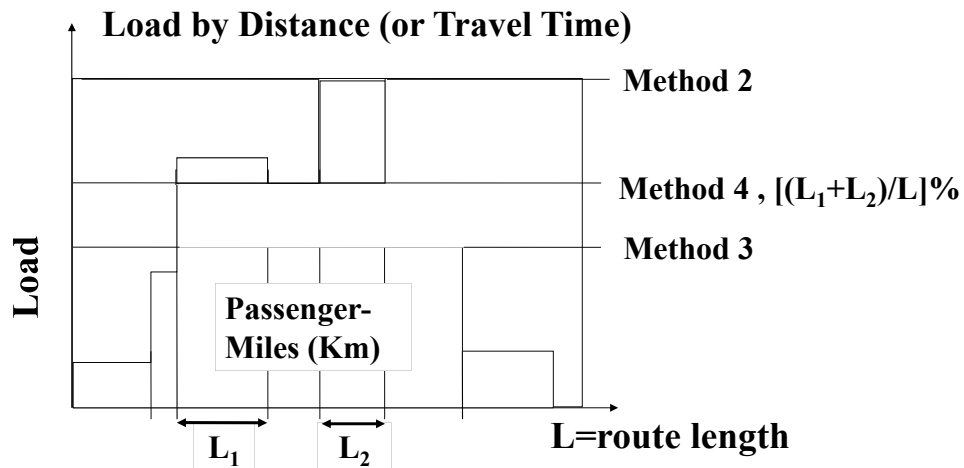 Load by Distance (or Travel Time)
Method 2
Method 4 , [(L₁+L₂)/L]%
Method 3
Load
Passenger-
Miles (Km)
L₁
L₂
L=route length